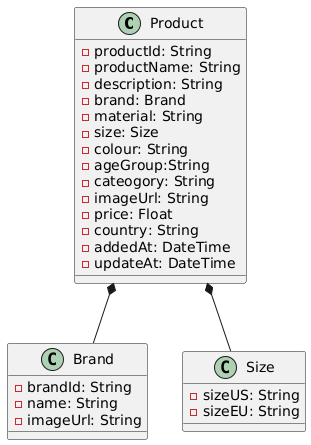 C Product
productId: String
productName: String
description: String
brand: Brand
material: String
size: Size
colour: String
ageGroup:String
cateogory: String
imageUrl: String
price: Float
country: String
addedAt: DateTime
updateAt: DateTime
C Brand
brandId: String
name: String
imageUrl: String
C Size
sizeUS: String
sizeEU: String